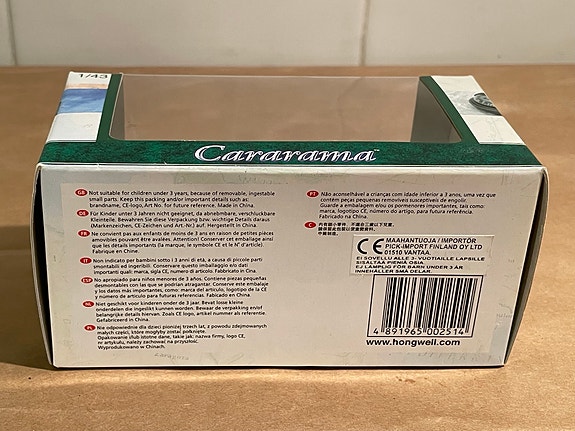 1/43
Cararama™
GB Not suitable for children under 3 years, because of removable, ingestable
small parts. Keep this packing and/or important details such as:
brandname, CE-logo, Art No. for future reference. Made in China.
DE Für Kinder unter 3 Jahren nicht geeignet, da abnehmbare, verschluckbare
Kleinteile. Bewahren Sie diese Verpackung bzw. wichtige Details daraus
(Markenzeichen, CE-Zeichen und Art.-Nr.) auf. Hergestellt in China.
FR Ne convient pas aux enfants de moins de 3 ans en raison de petites pièces
amovibles pouvant être avalées. Attention! Conserver cet emballage ainsi
que les détails importants (la marque, le symbole CE et le N° d'article).
Fabriqué en Chine.
IT Non indicato per bambini sotto i 3 anni di età, a causa di piccole parti
smontabili ed ingoibili. Conservare questo imballaggio e/o dati
importanti quali: marca, sigla CE, numero di articolo. Fabbricato in Cina.
ESP No apropriado para niños menores de 3 años. Contiene piezas pequeñas
desmontables con las que se podrían atragantar. Conserve este embalaje
y los datos más importantes, como: marca del artículo, logotipo de la CE
y número de artículo para futuras referencias. Fabricado en China.
NL Niet geschikt voor kinderen onder de 3 jaar. Bevat losse kleine
onderdelen die ingeslikt kunnen worden. Bewaar de verpakking en/of
belangrijke details hiervan. Zoals CE logo, artikel nummer als referentie.
Gefabriceerd in China.
PL Nie odpowiednie dla dzieci poniżej trzech lat, z powodu zdejmowanych
małych części, które mogłyby zostać połknięte.
Opakowanie i/lub istotne dane, takie jak: nazwa firmy, logo CE,
nr artykułu, należy zachować na przyszłość.
Wyprodukowano w Chinach.
PT Não aconselhável a crianças com idade inferior a 3 anos, uma vez que
contém peças pequenas removíveis que podem ser engolidas.
Guarde a embalagem e/ou os pormenores importantes, tais como:
marca, logotipo CE, número do artigo, para futura referência.
Fabricado na China.
C
CE MAAHANTUOJA / IMPORTÖR
PICK-IMPORT FINLAND OY LTD
01510 VANTAA
EI SOVELLU ALLE 3- VUOTIAILLE LAPSILLE
SISÄLTÄÄ PIENIÄ OSIA.
EJ LÄMPLIG FÖR BARN UNDER 3 ÅR
INNEHÅLLER SMÅ DELAR.
4 891965 002514
www.hongwell.com